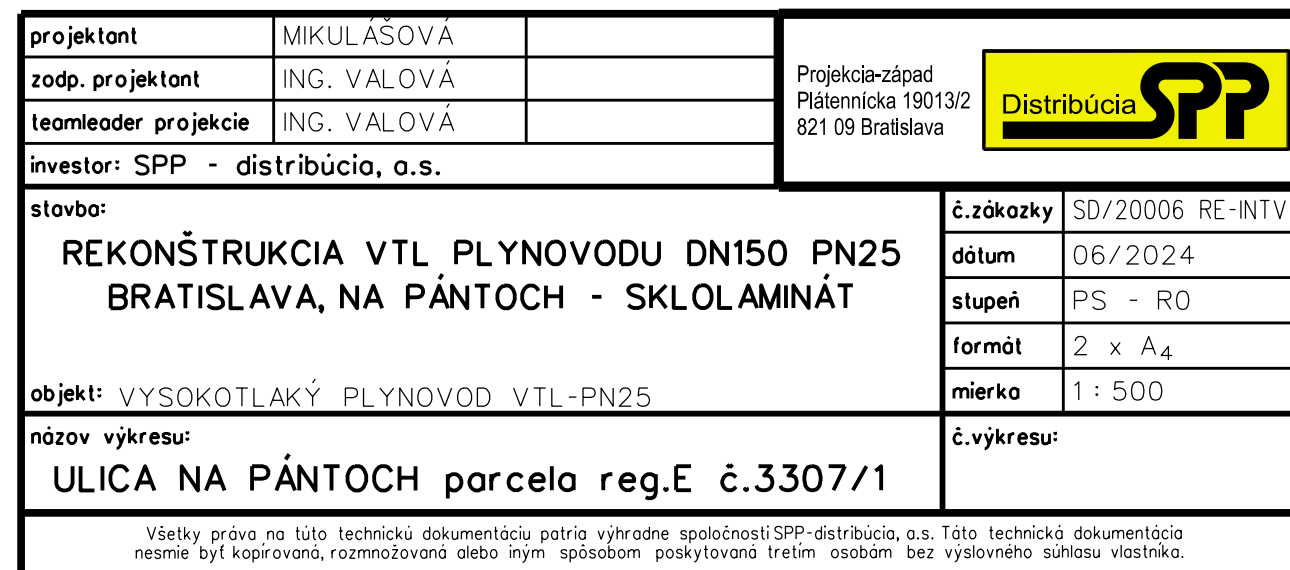 projektant MIKULÁŠOVÁ
zodp. projektant ING. VALOVÁ
teamleader projekcie ING. VALOVÁ
investor: SPP - distribúcia, a.s.
Projekcia-západ
Plátennícka 19013/2
821 09 Bratislava
Distribúcia SPP
stavba:
REKONŠTRUKCIA VTL PLYNOVODU DN150 PN25
BRATISLAVA, NA PÁNTOCH - SKLOLAMINÁT
objekt: VYSOKOTLAKÝ PLYNOVOD VTL-PN25
č.zákazky SD/20006 RE-INTV
dátum 06/2024
stupeň PS - R0
formát 2 x A4
mierka 1:500
názov výkresu:
ULICA NA PÁNTOCH parcela reg.E č.3307/1
č.výkresu:
Všetky práva na túto technickú dokumentáciu patria výhradne spoločnosti SPP-distribúcia, a.s. Táto technická dokumentácia
nesmie byť kopírovaná, rozmnožovaná alebo iným spôsobom poskytovaná tretím osobám bez výslovného súhlasu vlastníka.